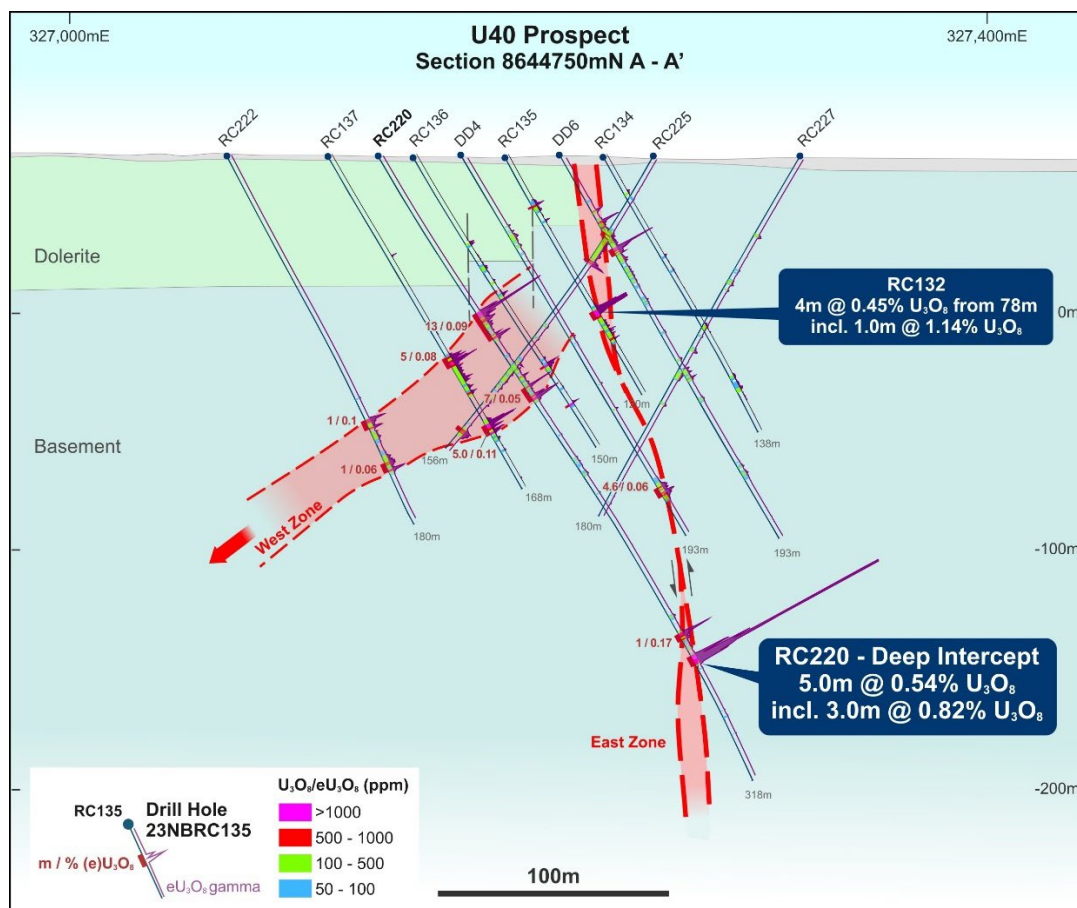 327,000mE
327,400mE
U40 Prospect
Section 8644750mN A - A'
RC222
RC137
RC220
RC136
DD4
RC135
DD6
RC134
RC225
RC227
Dolerite
Basement
0m
-100m
-200m
RC132
4m @ 0.45% U₃O₈ from 78m
incl. 1.0m @ 1.14% U₃O₈
13 / 0.09
5 / 0.08
7 / 0.05
1 / 0.1
1 / 0.06
5.0 / 0.11
4.6 / 0.06
1 / 0.17
120m
138m
150m
156m
168m
180m
180m
193m
193m
318m
West Zone
East Zone
RC220 - Deep Intercept
5.0m @ 0.54% U₃O₈
incl. 3.0m @ 0.82% U₃O₈
RC135
Drill Hole
23NBRC135
m / % (e)U₃O₈
eU₃O₈ gamma
U₃O₈/eU₃O₈ (ppm)
>1000
500 - 1000
100 - 500
50 - 100
100m